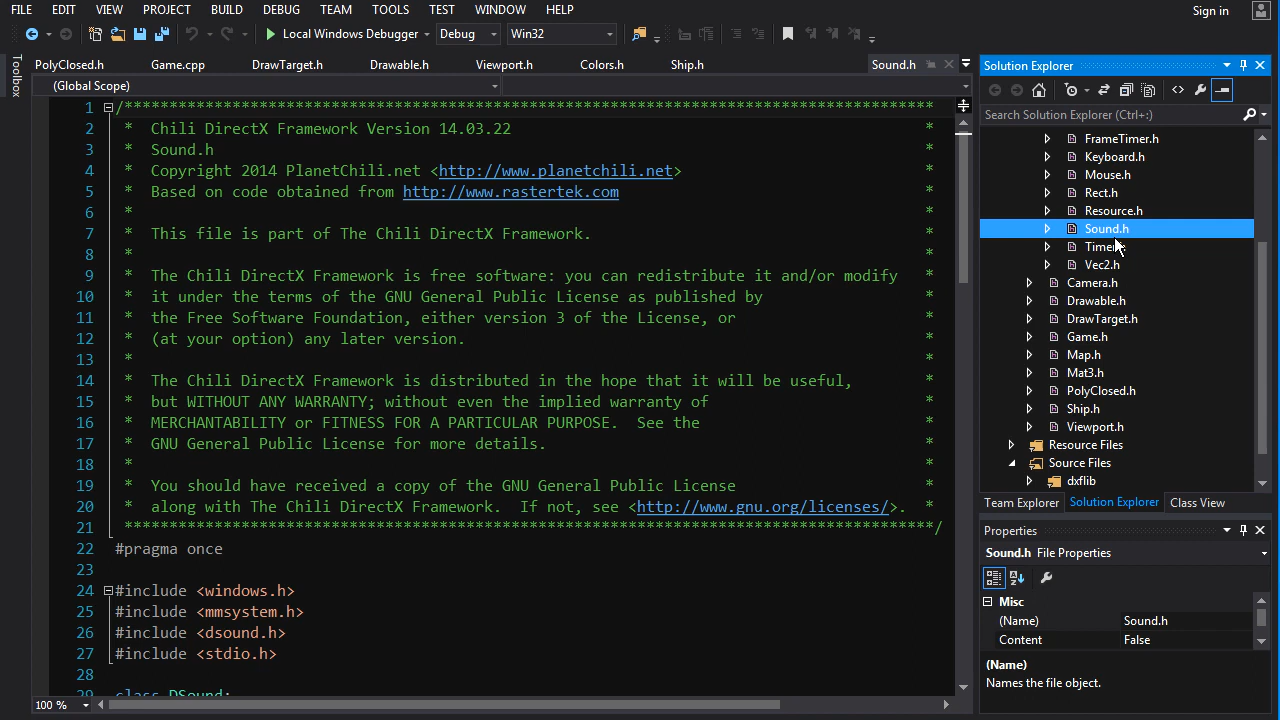 FILE EDIT VIEW PROJECT BUILD DEBUG TEAM TOOLS TEST WINDOW HELP Sign in
Local Windows Debugger Debug Win32
Toolbox
PolyClosed.h Game.cpp DrawTarget.h Drawable.h Viewport.h Colors.h Ship.h Sound.h
(Global Scope)
1 /******************************************************************************************
2 * Chili DirectX Framework Version 14.03.22 *
3 * Sound.h *
4 * Copyright 2014 PlanetChili.net <http://www.planetchili.net> *
5 * Based on code obtained from http://www.rastertek.com *
6 * *
7 * This file is part of The Chili DirectX Framework. *
8 * *
9 * The Chili DirectX Framework is free software: you can redistribute it and/or modify *
10 * it under the terms of the GNU General Public License as published by *
11 * the Free Software Foundation, either version 3 of the License, or *
12 * (at your option) any later version. *
13 * *
14 * The Chili DirectX Framework is distributed in the hope that it will be useful, *
15 * but WITHOUT ANY WARRANTY; without even the implied warranty of *
16 * MERCHANTABILITY or FITNESS FOR A PARTICULAR PURPOSE. See the *
17 * GNU General Public License for more details. *
18 * *
19 * You should have received a copy of the GNU General Public License *
20 * along with The Chili DirectX Framework. If not, see <http://www.gnu.org/licenses/>. *
21 ******************************************************************************************/
22 #pragma once
23
24 #include <windows.h>
25 #include <mmsystem.h>
26 #include <dsound.h>
27 #include <stdio.h>
28
29 class DSound;
100 %
Solution Explorer
Search Solution Explorer (Ctrl+;)
FrameTimer.h
Keyboard.h
Mouse.h
Rect.h
Resource.h
Sound.h
Vec2.h
Camera.h
Drawable.h
DrawTarget.h
Game.h
Map.h
Mat3.h
PolyClosed.h
Ship.h
Viewport.h
Resource Files
Source Files
dxflib
Team Explorer Solution Explorer Class View
Properties
Sound.h File Properties
Misc
(Name) Sound.h
Content False
(Name)
Names the file object.